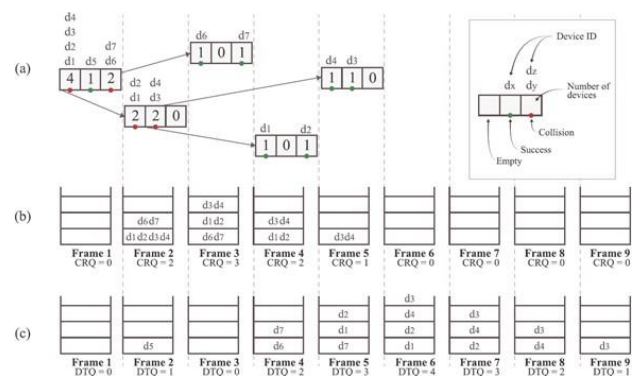 d4
d3
d2 d7
d1 d5 d6
4 1 2
d6 d7
1 0 1
d2 d4
d1 d3
2 2 0
d4 d3
1 1 0
d1 d2
1 0 1
(a)
Device ID
dz
dx dy
Number of devices
Collision
Success
Empty
(b)
d6d7
d1d2d3d4
d3d4
d1d2
d6d7
d3d4
d1d2
d3d4
Frame 1 Frame 2 Frame 3 Frame 4 Frame 5 Frame 6 Frame 7 Frame 8 Frame 9
CRQ = 0 CRQ = 2 CRQ = 3 CRQ = 2 CRQ = 1 CRQ = 0 CRQ = 0 CRQ = 0 CRQ = 0
(c)
d5
d7
d6
d2
d1
d7
d3
d4
d2
d1
d3
d4
d2
d3
d4
d3
Frame 1 Frame 2 Frame 3 Frame 4 Frame 5 Frame 6 Frame 7 Frame 8 Frame 9
DTQ = 0 DTQ = 1 DTQ = 0 DTQ = 2 DTQ = 3 DTQ = 4 DTQ = 3 DTQ = 2 DTQ = 1